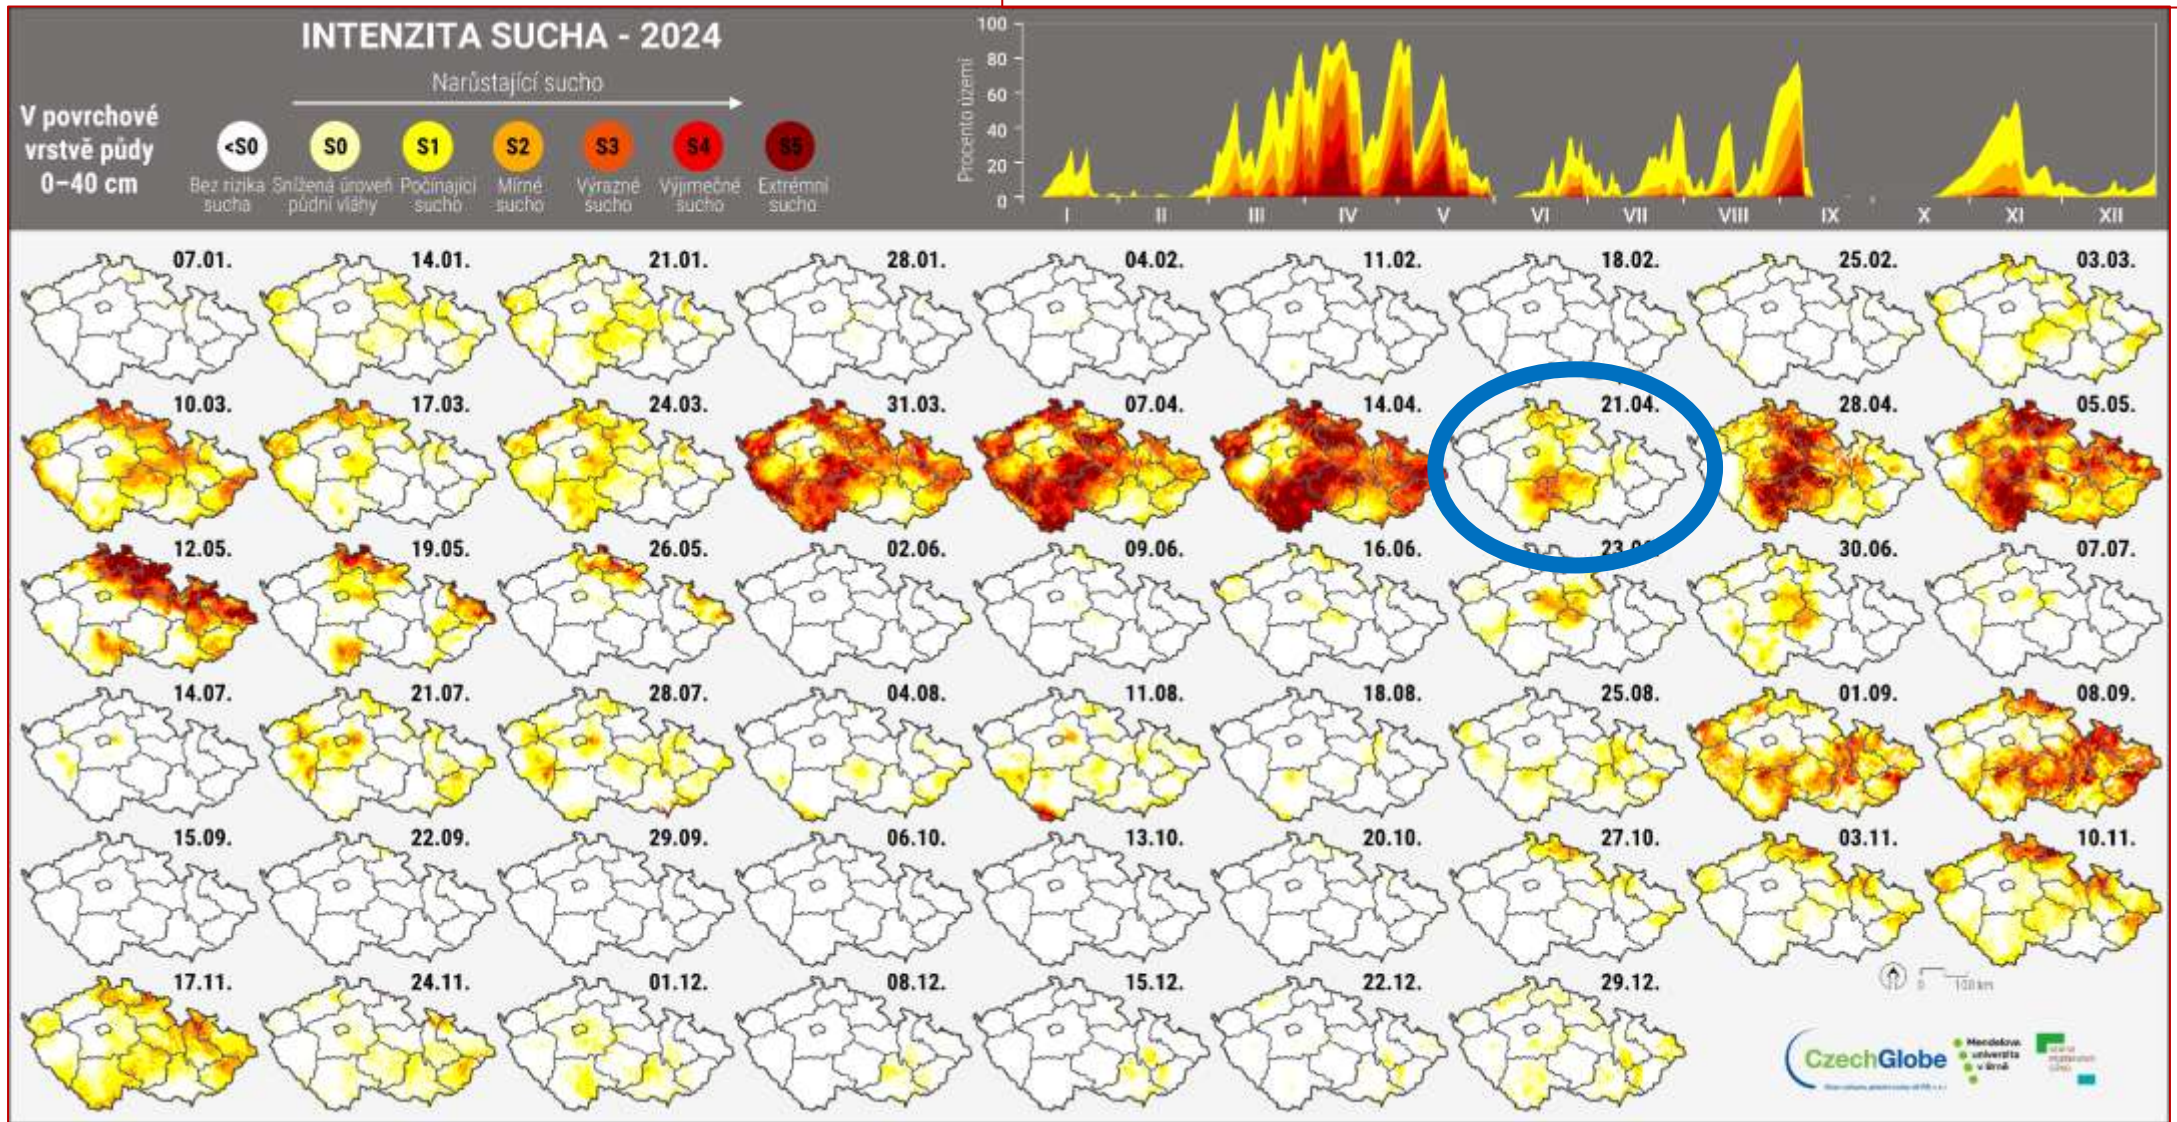 INTENZITA SUCHA - 2024
Narůstající sucho
V povrchové
vrstvě půdy
0–40 cm
<S0 S0 S1 S2 S3 S4 S5
Bez rizika sucha
Snížená úroveň půdní vláhy
Počínající sucho
Mírné sucho
Výrazné sucho
Výjimečné sucho
Extrémní sucho
Procento území
100
80
60
40
20
0
I II III IV V VI VII VIII IX X XI XII
07.01. 14.01. 21.01. 28.01. 04.02. 11.02. 18.02. 25.02. 03.03.
10.03. 17.03. 24.03. 31.03. 07.04. 14.04. 21.04. 28.04. 05.05.
12.05. 19.05. 26.05. 02.06. 09.06. 16.06. 23.0 30.06. 07.07.
14.07. 21.07. 28.07. 04.08. 11.08. 18.08. 25.08. 01.09. 08.09.
15.09. 22.09. 29.09. 06.10. 13.10. 20.10. 27.10. 03.11. 10.11.
17.11. 24.11. 01.12. 08.12. 15.12. 22.12. 29.12.
0 100 km
CzechGlobe
Mendelova
univerzita
v Brně